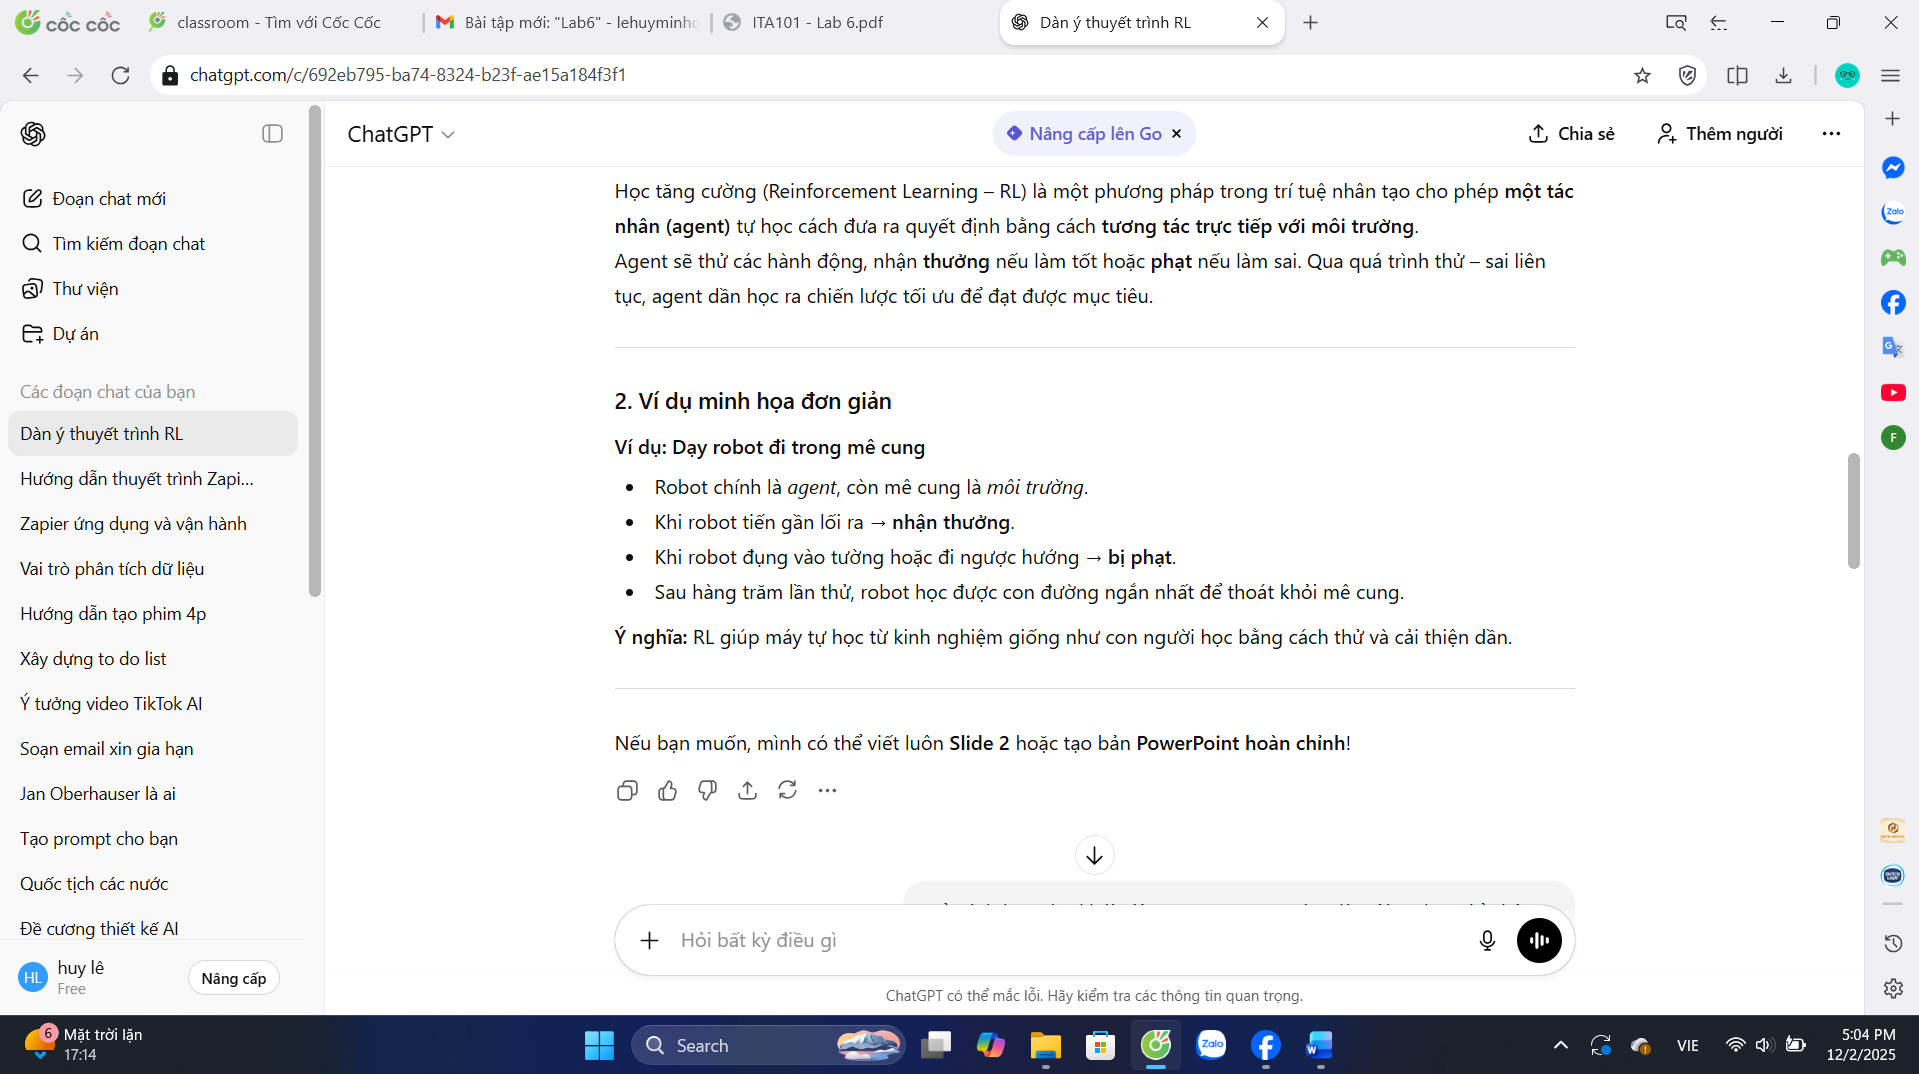 cốc cốc
classroom - Tìm với Cốc Cốc
Bài tập mới: "Lab6" - lehuyminhc
ITA101 - Lab 6.pdf
Dàn ý thuyết trình RL
chatgpt.com/c/692eb795-ba74-8324-b23f-ae15a184f3f1
ChatGPT
Nâng cấp lên Go
Chia sẻ
Thêm người
Đoạn chat mới
Tìm kiếm đoạn chat
Thư viện
Dự án
Các đoạn chat của bạn
Dàn ý thuyết trình RL
Hướng dẫn thuyết trình Zapi...
Zapier ứng dụng và vận hành
Vai trò phân tích dữ liệu
Hướng dẫn tạo phim 4p
Xây dựng to do list
Ý tưởng video TikTok AI
Soạn email xin gia hạn
Jan Oberhauser là ai
Tạo prompt cho bạn
Quốc tịch các nước
Đề cương thiết kế AI
HL
huy lê
Free
Nâng cấp
Học tăng cường (Reinforcement Learning – RL) là một phương pháp trong trí tuệ nhân tạo cho phép một tác
nhân (agent) tự học cách đưa ra quyết định bằng cách tương tác trực tiếp với môi trường.
Agent sẽ thử các hành động, nhận thưởng nếu làm tốt hoặc phạt nếu làm sai. Qua quá trình thử – sai liên
tục, agent dần học ra chiến lược tối ưu để đạt được mục tiêu.
2. Ví dụ minh họa đơn giản
Ví dụ: Dạy robot đi trong mê cung
• Robot chính là agent, còn mê cung là môi trường.
• Khi robot tiến gần lối ra → nhận thưởng.
• Khi robot đụng vào tường hoặc đi ngược hướng → bị phạt.
• Sau hàng trăm lần thử, robot học được con đường ngắn nhất để thoát khỏi mê cung.
Ý nghĩa: RL giúp máy tự học từ kinh nghiệm giống như con người học bằng cách thử và cải thiện dần.
Nếu bạn muốn, mình có thể viết luôn Slide 2 hoặc tạo bản PowerPoint hoàn chỉnh!
Hỏi bất kỳ điều gì
ChatGPT có thể mắc lỗi. Hãy kiểm tra các thông tin quan trọng.
Zalo
F
6
Mặt trời lặn
17:14
Search
Zalo
VIE
5:04 PM
12/2/2025